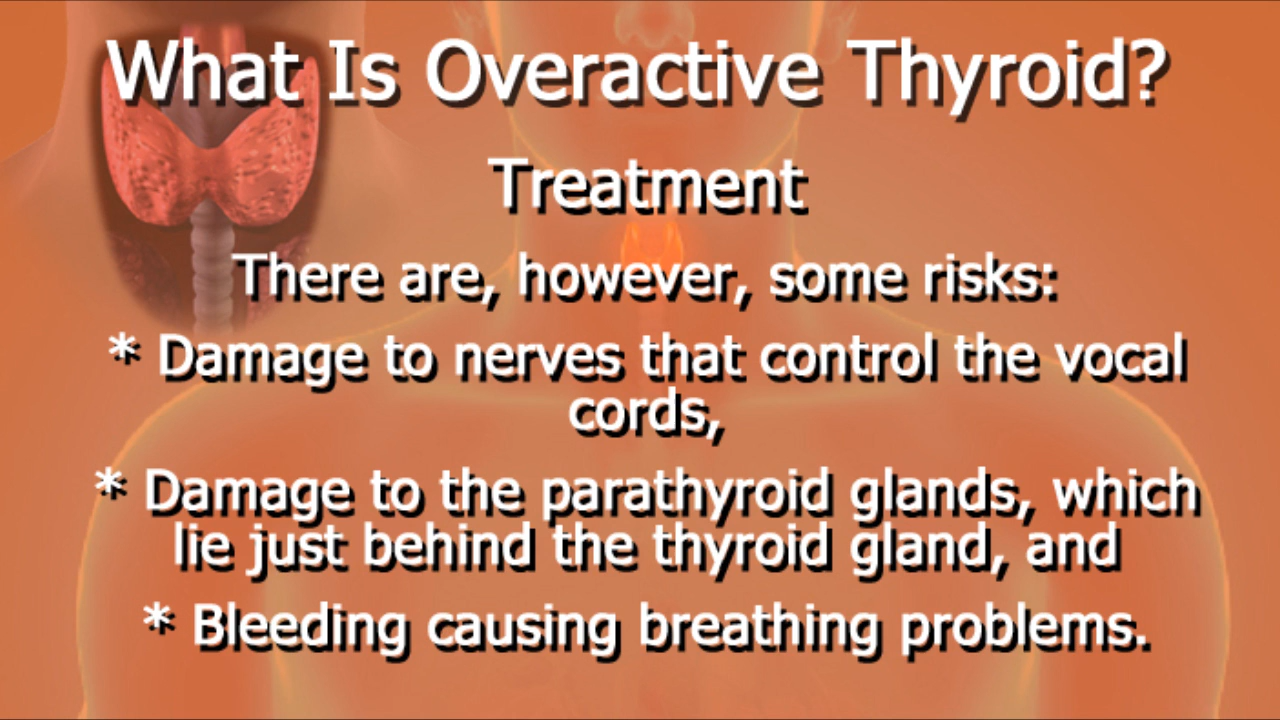 What Is Overactive Thyroid?
Treatment
There are, however, some risks:
* Damage to nerves that control the vocal
cords,
* Damage to the parathyroid glands, which
lie just behind the thyroid gland, and
* Bleeding causing breathing problems.